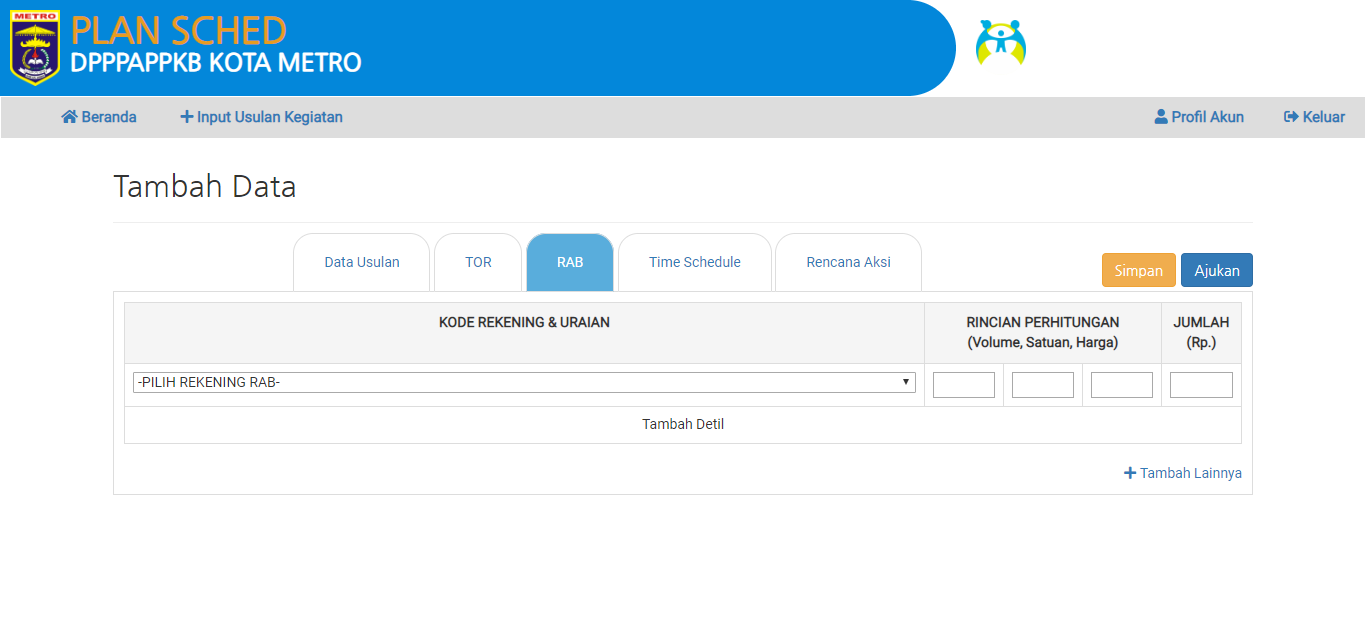 METRO
PLAN SCHED
DPPPAPPKB KOTA METRO
Beranda
Input Usulan Kegiatan
Profil Akun
Keluar
Tambah Data
Data Usulan
TOR
RAB
Time Schedule
Rencana Aksi
Simpan
Ajukan
KODE REKENING & URAIAN
RINCIAN PERHITUNGAN
(Volume, Satuan, Harga)
JUMLAH
(Rp.)
-PILIH REKENING RAB-
Tambah Detil
Tambah Lainnya